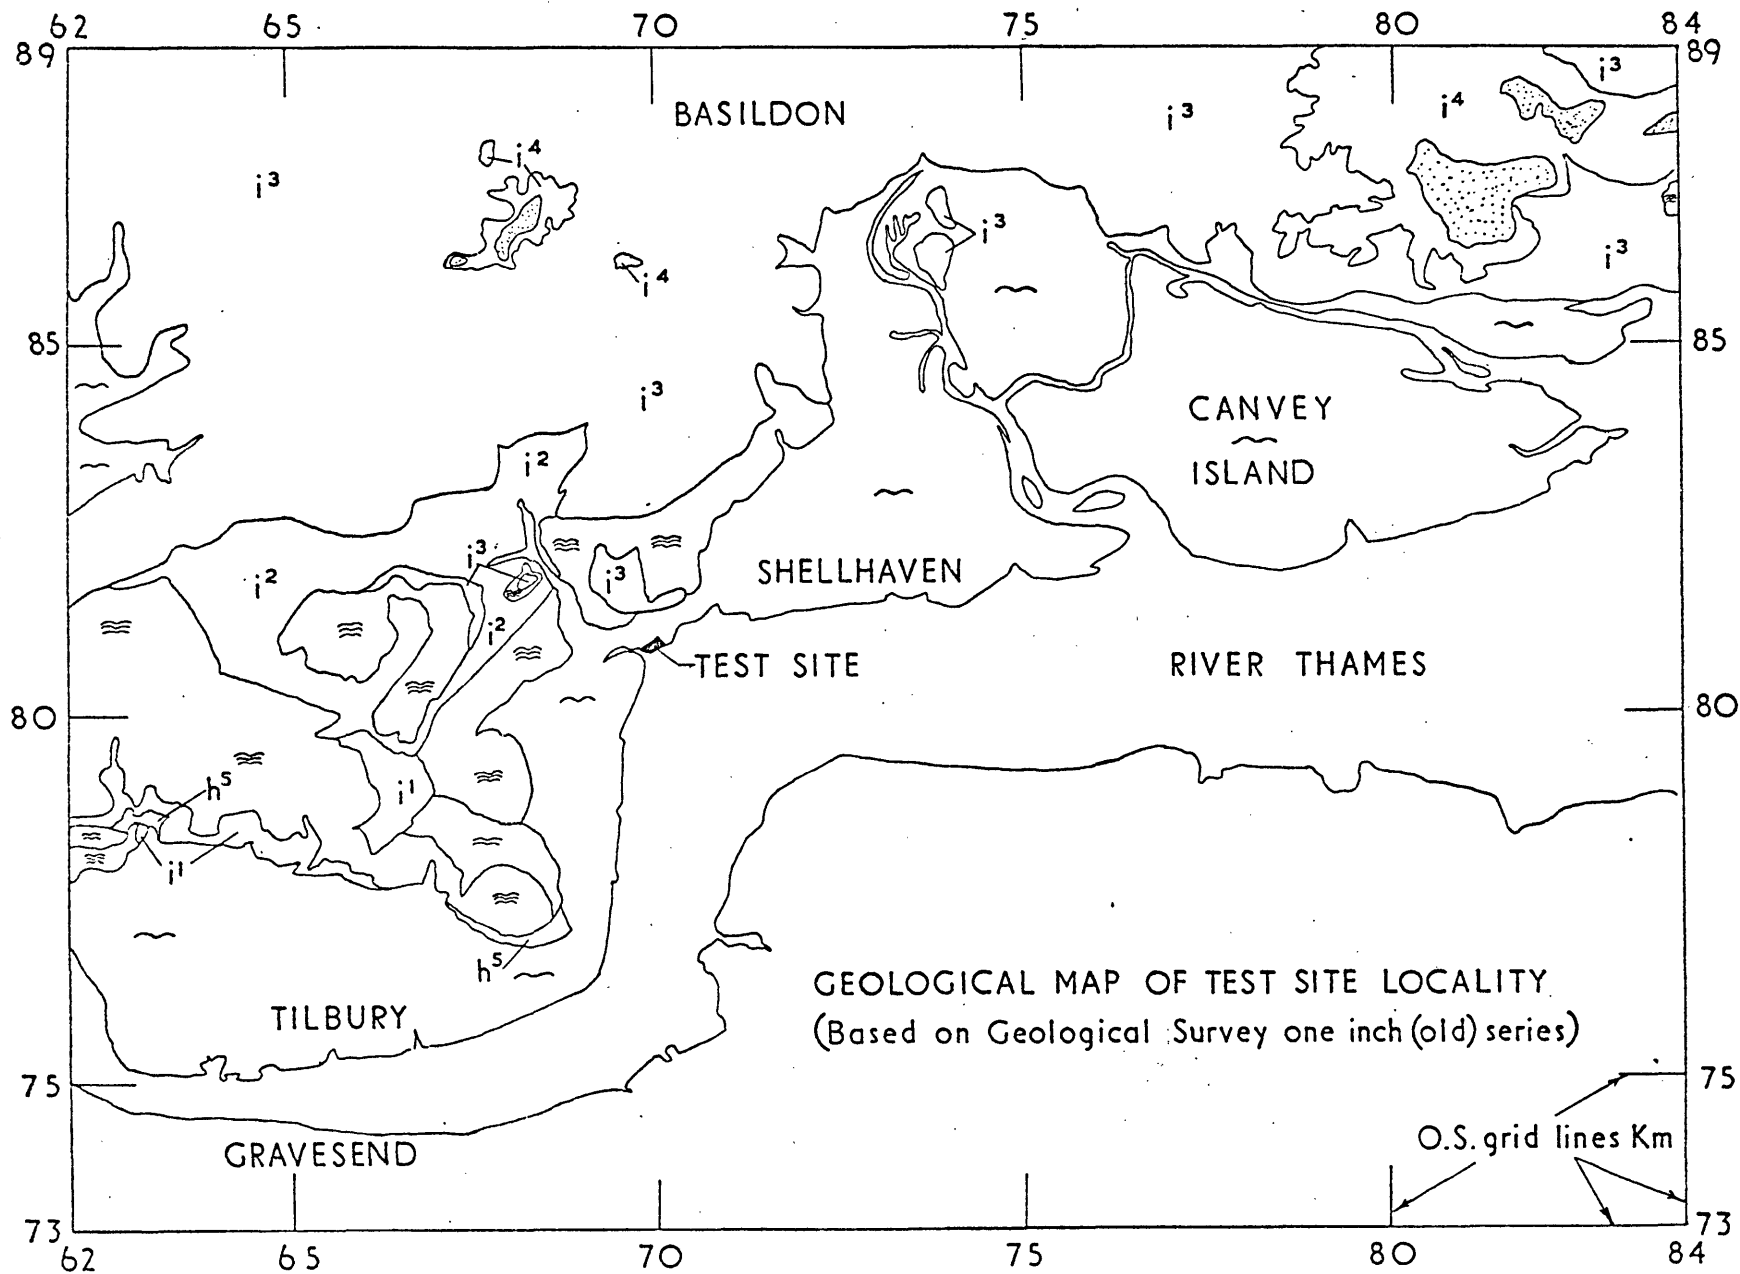 62 65 70 75 80 84
89 89
i³
BASILDON i³ i⁴
i⁴
i³
i³
i³
i⁴
85 85
i³
CANVEY
i²
ISLAND
i³
SHELLHAVEN
i² i³
i²
TEST SITE RIVER THAMES
80 80
h⁵ i¹
i¹
h⁵
GEOLOGICAL MAP OF TEST SITE LOCALITY
TILBURY
(Based on Geological Survey one inch (old) series)
75 75
O.S. grid lines Km
GRAVESEND
73 73
62 65 70 75 80 84